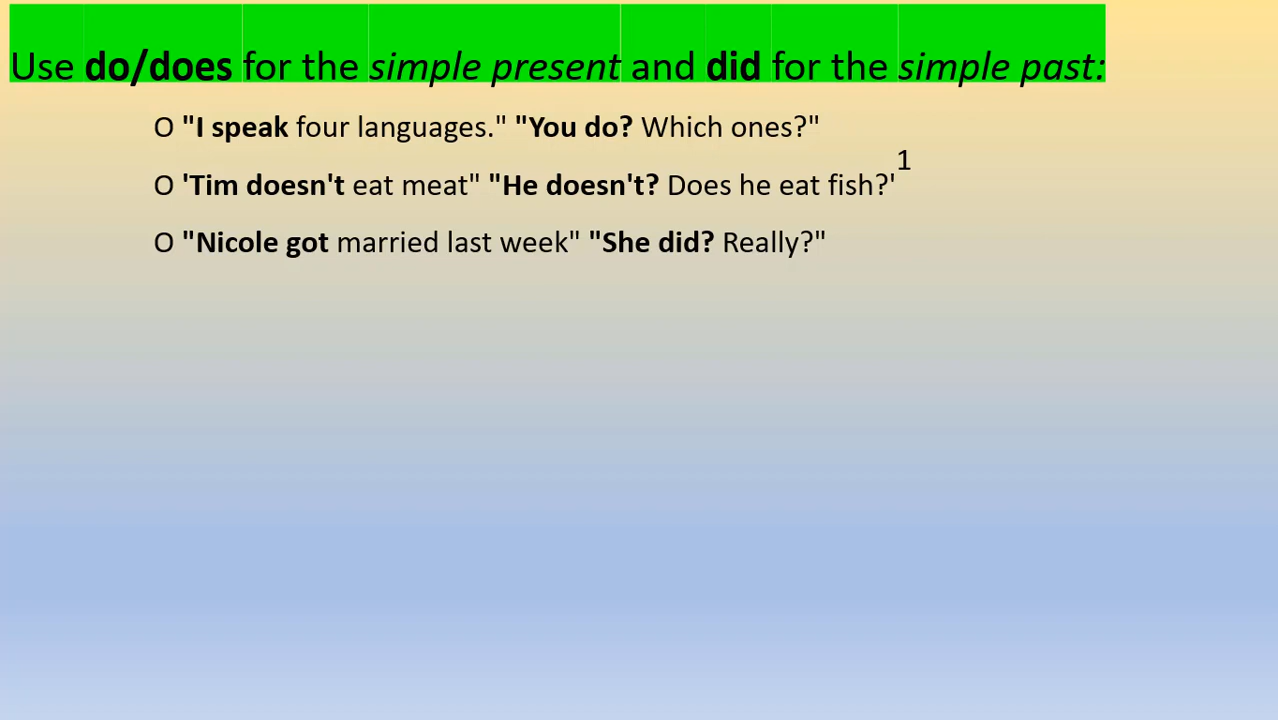 Use do/does for the simple present and did for the simple past:
O "I speak four languages." "You do? Which ones?"
O 'Tim doesn't eat meat" "He doesn't? Does he eat fish?'1
O "Nicole got married last week" "She did? Really?"